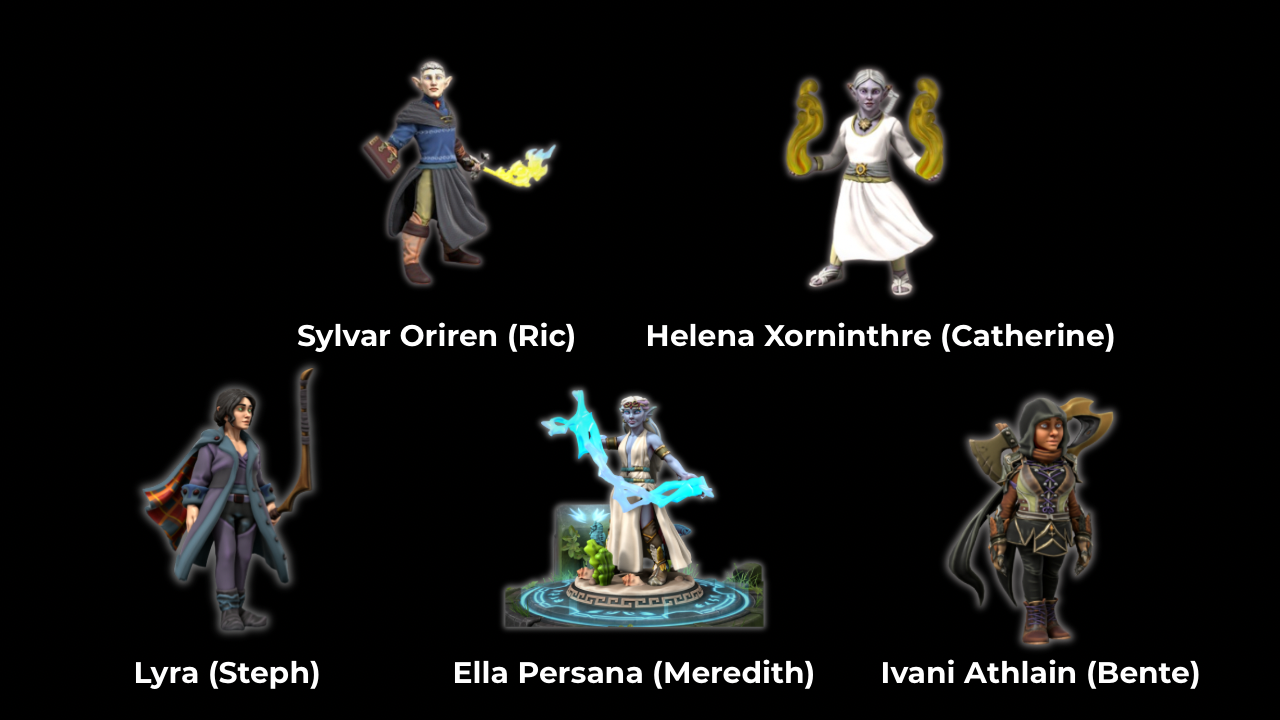 Sylvar Oriren (Ric)
Helena Xorninthre (Catherine)
Lyra (Steph)
Ella Persana (Meredith)
Ivani Athlain (Bente)